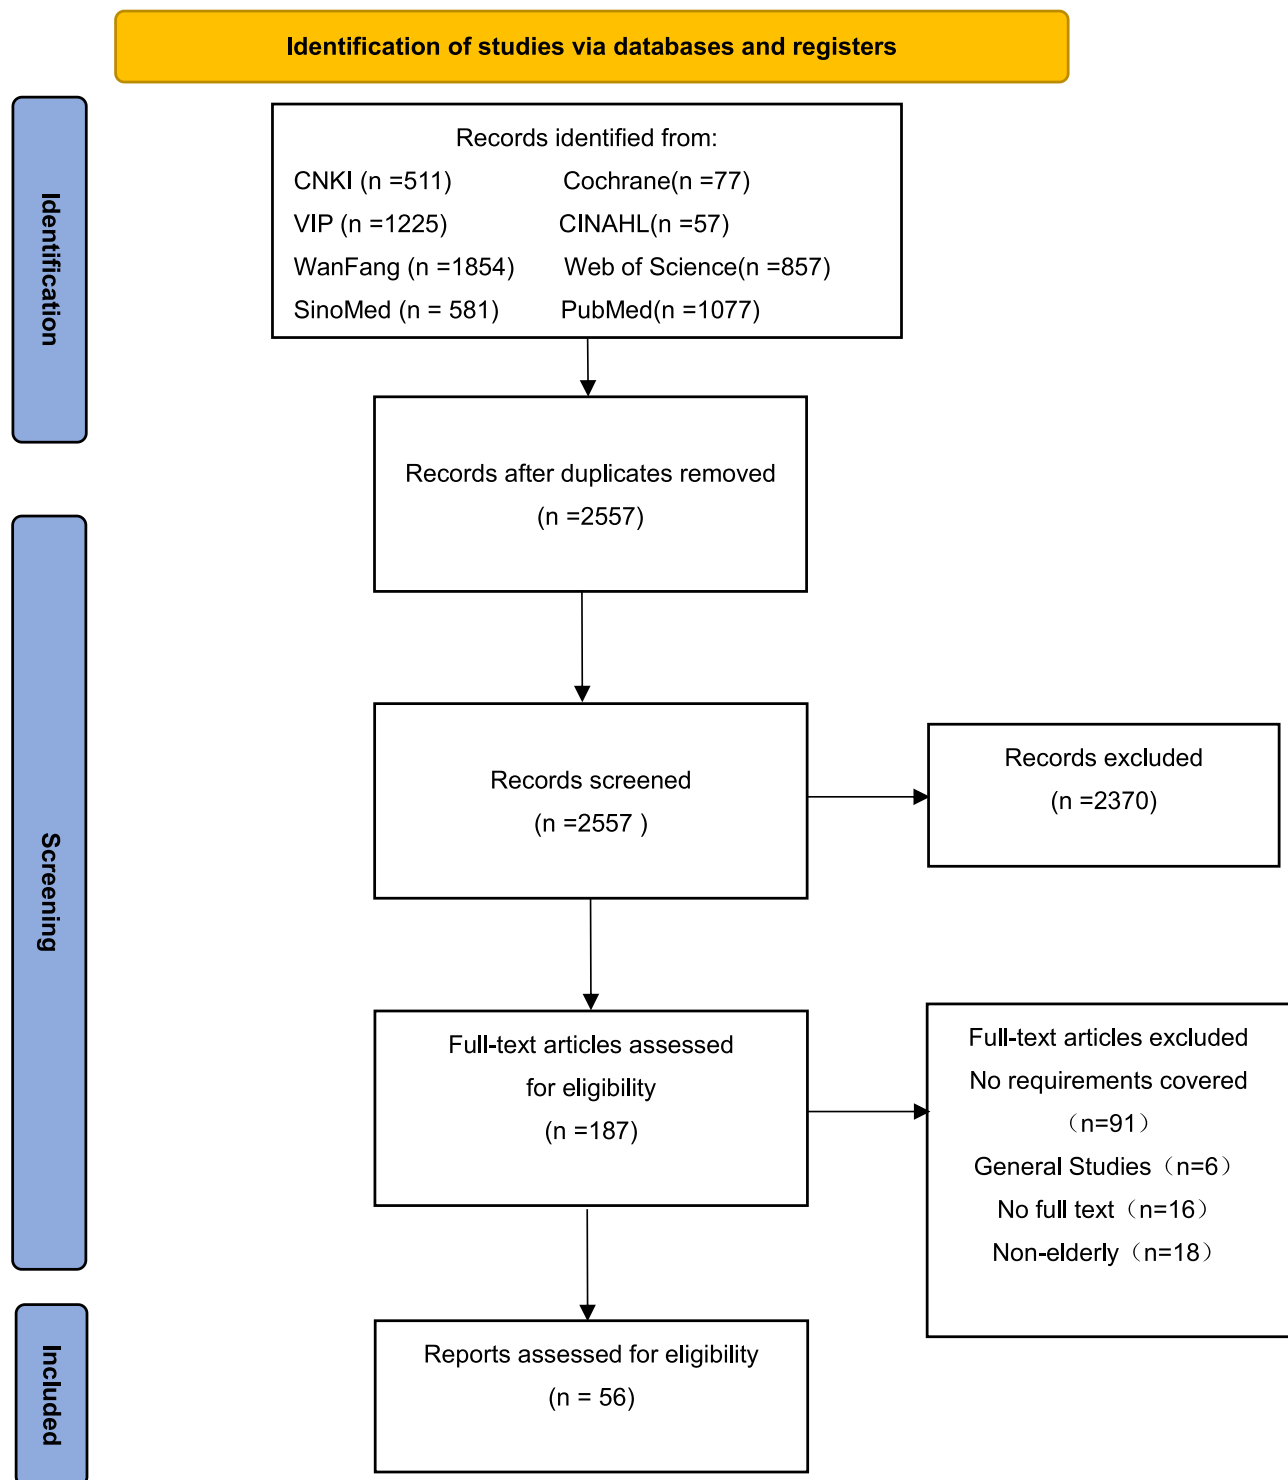 Identification of studies via databases and registers
Identification
Records identified from:
CNKI (n =511) Cochrane(n =77)
VIP (n =1225) CINAHL(n =57)
WanFang (n =1854) Web of Science(n =857)
SinoMed (n = 581) PubMed(n =1077)
Records after duplicates removed
(n =2557)
Screening
Records screened
(n =2557 )
Records excluded
(n =2370)
Full-text articles assessed
for eligibility
(n =187)
Full-text articles excluded
No requirements covered
（n=91）
General Studies（n=6）
No full text（n=16）
Non-elderly（n=18）
Included
Reports assessed for eligibility
(n = 56)